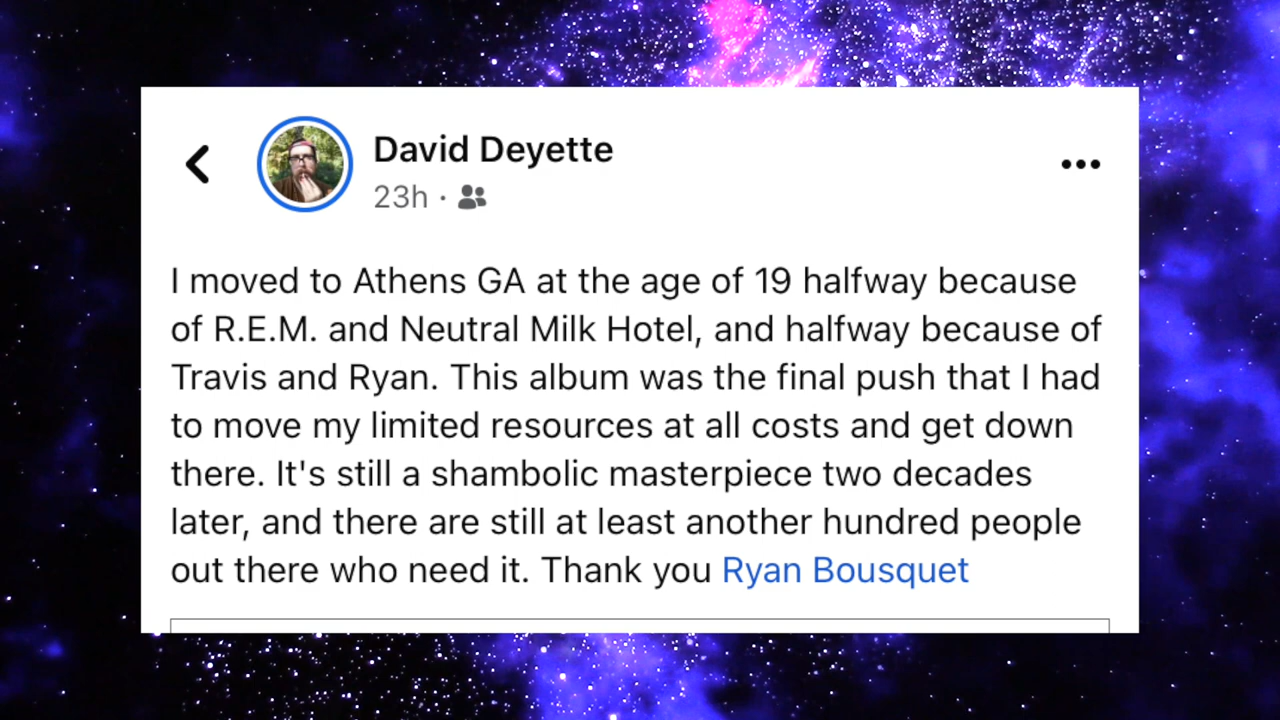 David Deyette
23h ·
I moved to Athens GA at the age of 19 halfway because
of R.E.M. and Neutral Milk Hotel, and halfway because of
Travis and Ryan. This album was the final push that I had
to move my limited resources at all costs and get down
there. It's still a shambolic masterpiece two decades
later, and there are still at least another hundred people
out there who need it. Thank you Ryan Bousquet